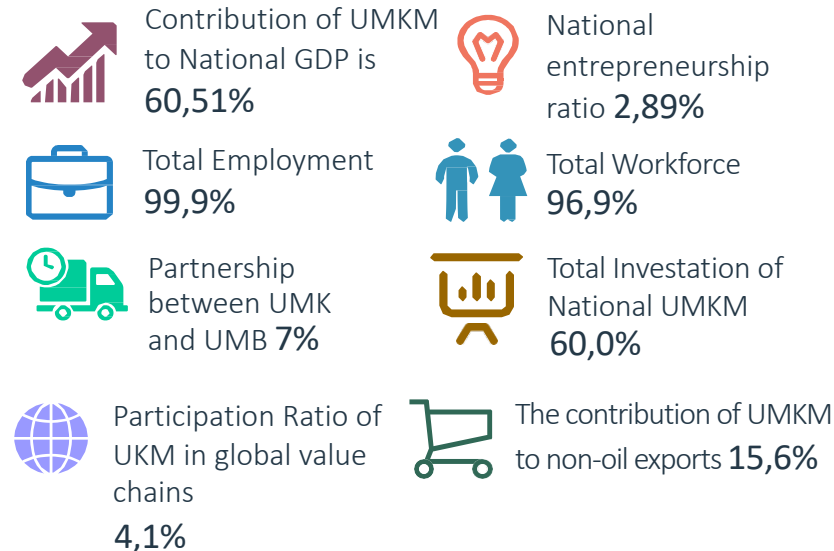 Contribution of UMKM
to National GDP is
60,51%
National
entrepreneurship
ratio 2,89%
Total Employment
99,9%
Total Workforce
96,9%
Partnership
between UMK
and UMB 7%
Total Investation of
National UMKM
60,0%
Participation Ratio of
UKM in global value
chains
4,1%
The contribution of UMKM
to non-oil exports 15,6%